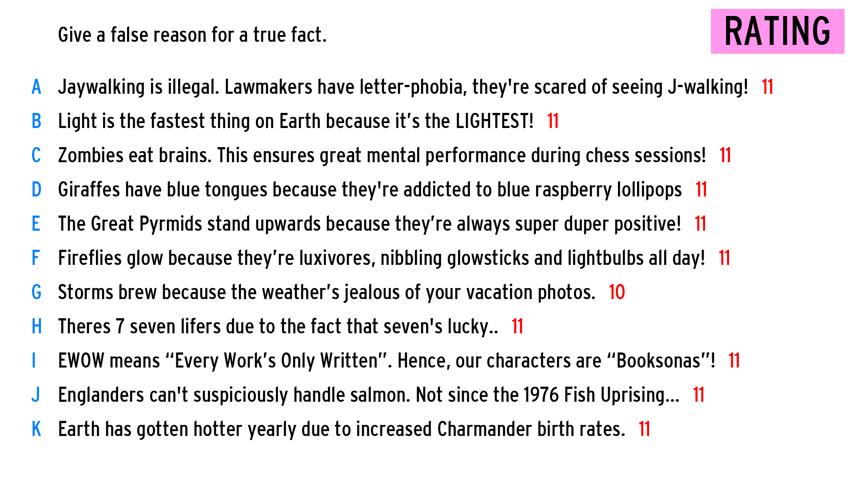 Give a false reason for a true fact.
RATING
A Jaywalking is illegal. Lawmakers have letter-phobia, they're scared of seeing J-walking! 11
B Light is the fastest thing on Earth because it’s the LIGHTEST! 11
C Zombies eat brains. This ensures great mental performance during chess sessions! 11
D Giraffes have blue tongues because they're addicted to blue raspberry lollipops 11
E The Great Pyrmids stand upwards because they’re always super duper positive! 11
F Fireflies glow because they’re luxivores, nibbling glowsticks and lightbulbs all day! 11
G Storms brew because the weather’s jealous of your vacation photos. 10
H Theres 7 seven lifers due to the fact that seven's lucky.. 11
I EWOW means “Every Work’s Only Written”. Hence, our characters are “Booksonas”! 11
J Englanders can't suspiciously handle salmon. Not since the 1976 Fish Uprising... 11
K Earth has gotten hotter yearly due to increased Charmander birth rates. 11